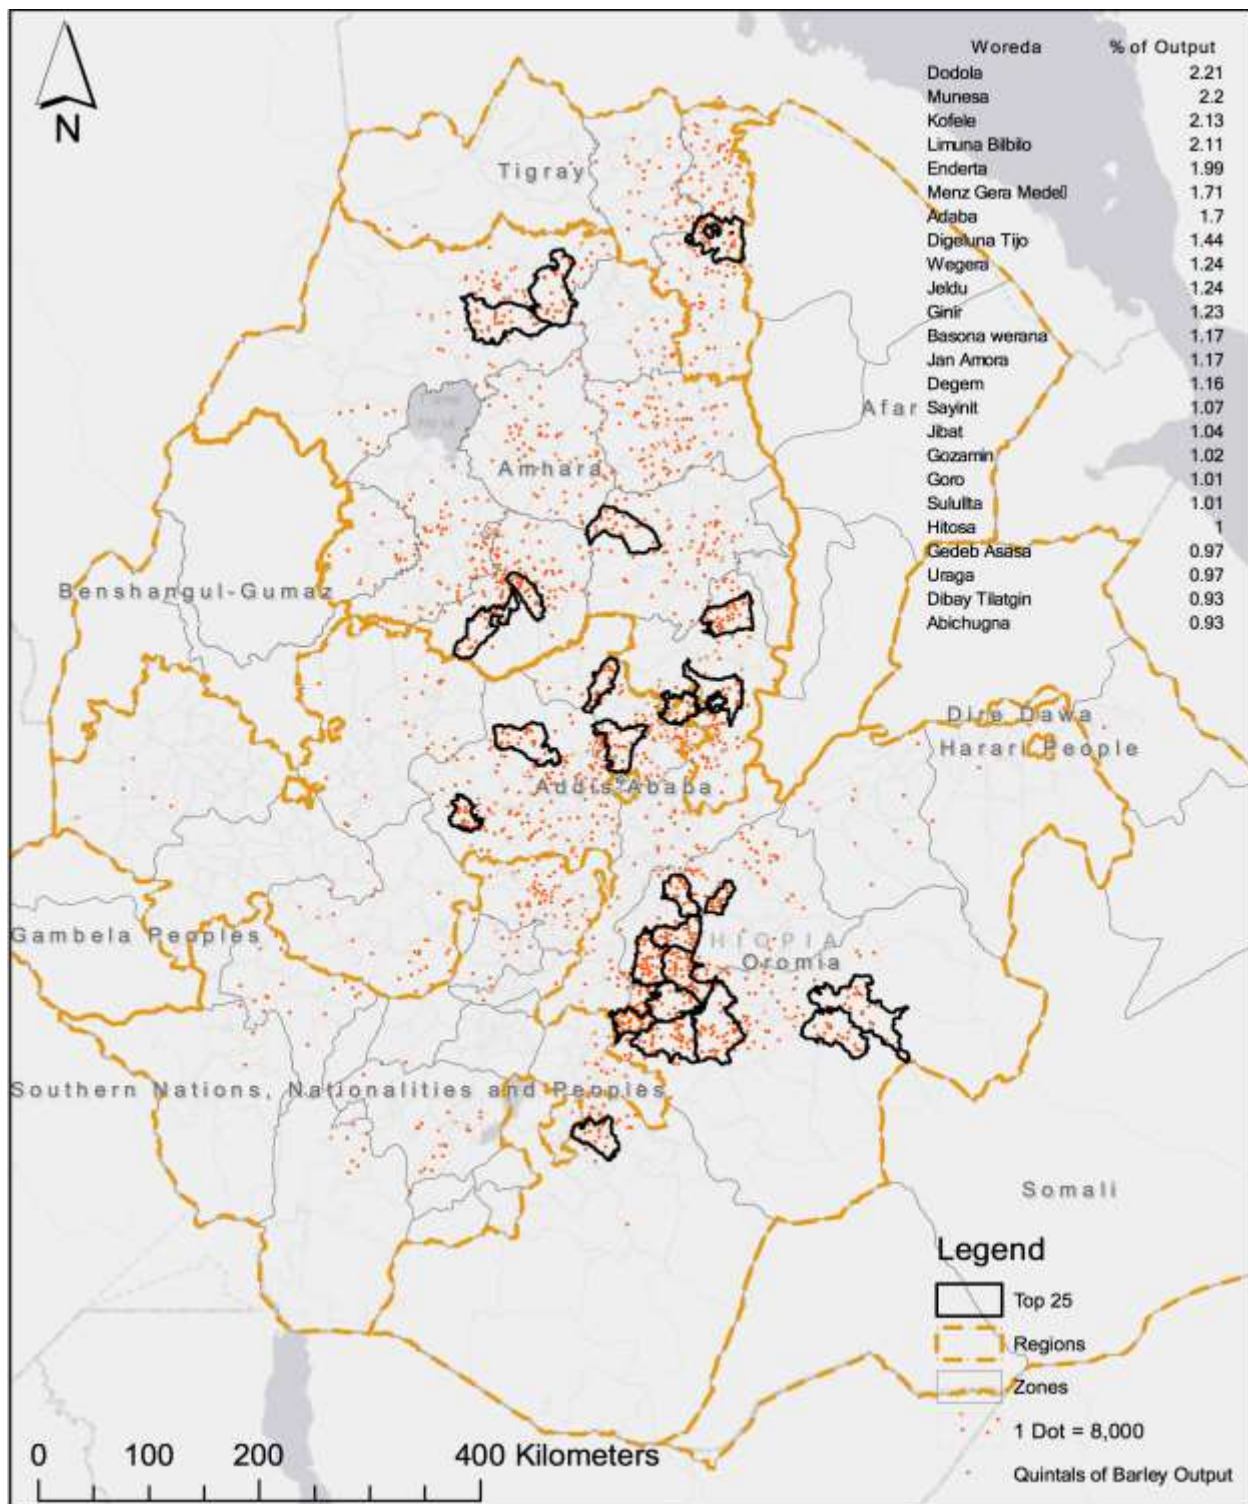 N
Woreda % of Output
Dodola 2.21
Munesa 2.2
Kofele 2.13
Limuna Bilbilo 2.11
Enderta 1.99
Menz Gera Medell 1.71
Adaba 1.7
Digeluna Tijo 1.44
Wegera 1.24
Jeldu 1.24
Ginir 1.23
Basona werana 1.17
Jan Amora 1.17
Degem 1.16
Sayinit 1.07
Jibat 1.04
Gozamin 1.02
Goro 1.01
Sululta 1.01
Hitosa 1
Gedeb Asasa 0.97
Uraga 0.97
Dibay Tilatgin 0.93
Abichugna 0.93
Tigray
Afar
Amhara
Benshangul-Gumaz
Dire Dawa
Harari People
Addis Ababa
Gambela Peoples
HIOPIA
Oromia
Southern Nations, Nationalities and Peoples
Somali
Legend
Top 25
Regions
Zones
1 Dot = 8,000
Quintals of Barley Output
0 100 200 400 Kilometers